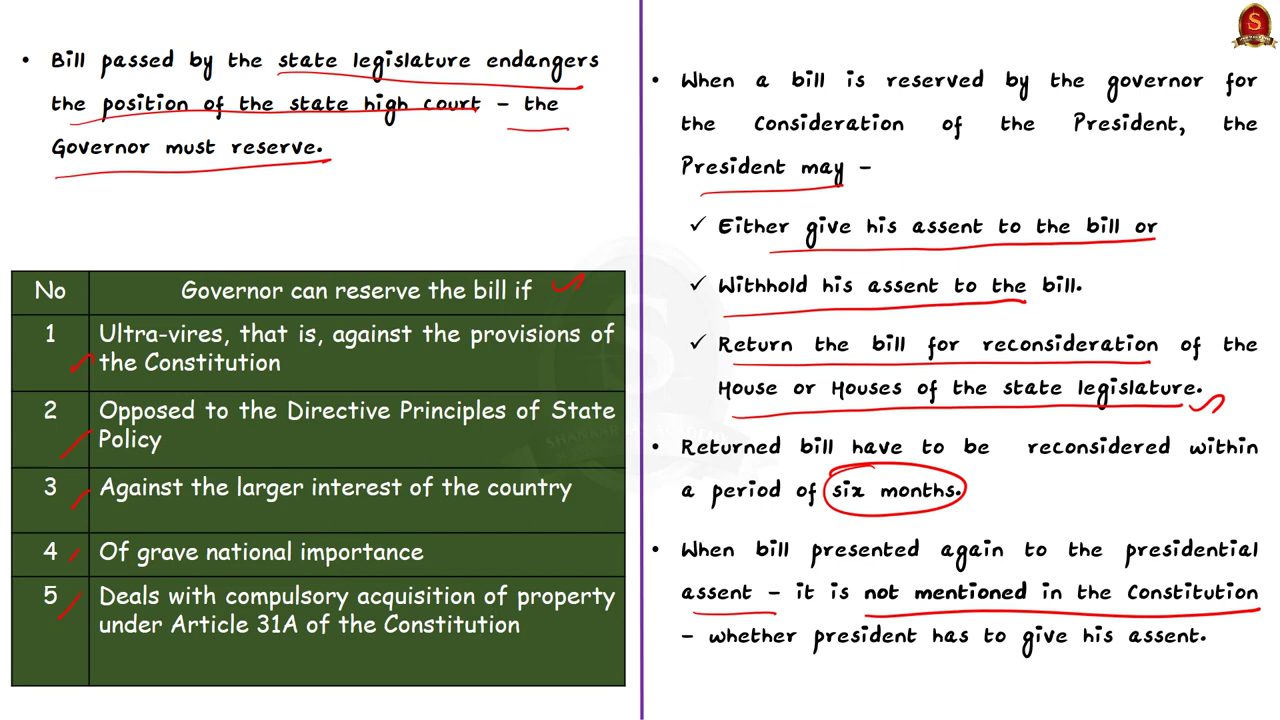 • Bill passed by the state legislature endangers
the position of the state high court – the
Governor must reserve.
No Governor can reserve the bill if
1 Ultra-vires, that is, against the provisions of
the Constitution
2 Opposed to the Directive Principles of State
Policy
3 Against the larger interest of the country
4 Of grave national importance
5 Deals with compulsory acquisition of property
under Article 31A of the Constitution
• When a bill is reserved by the governor for
the Consideration of the President, the
President may –
✓ Either give his assent to the bill or
✓ Withhold his assent to the bill.
✓ Return the bill for reconsideration of the
House or Houses of the state legislature.
• Returned bill have to be reconsidered within
a period of six months.
• When bill presented again to the presidential
assent – it is not mentioned in the Constitution
– whether president has to give his assent.